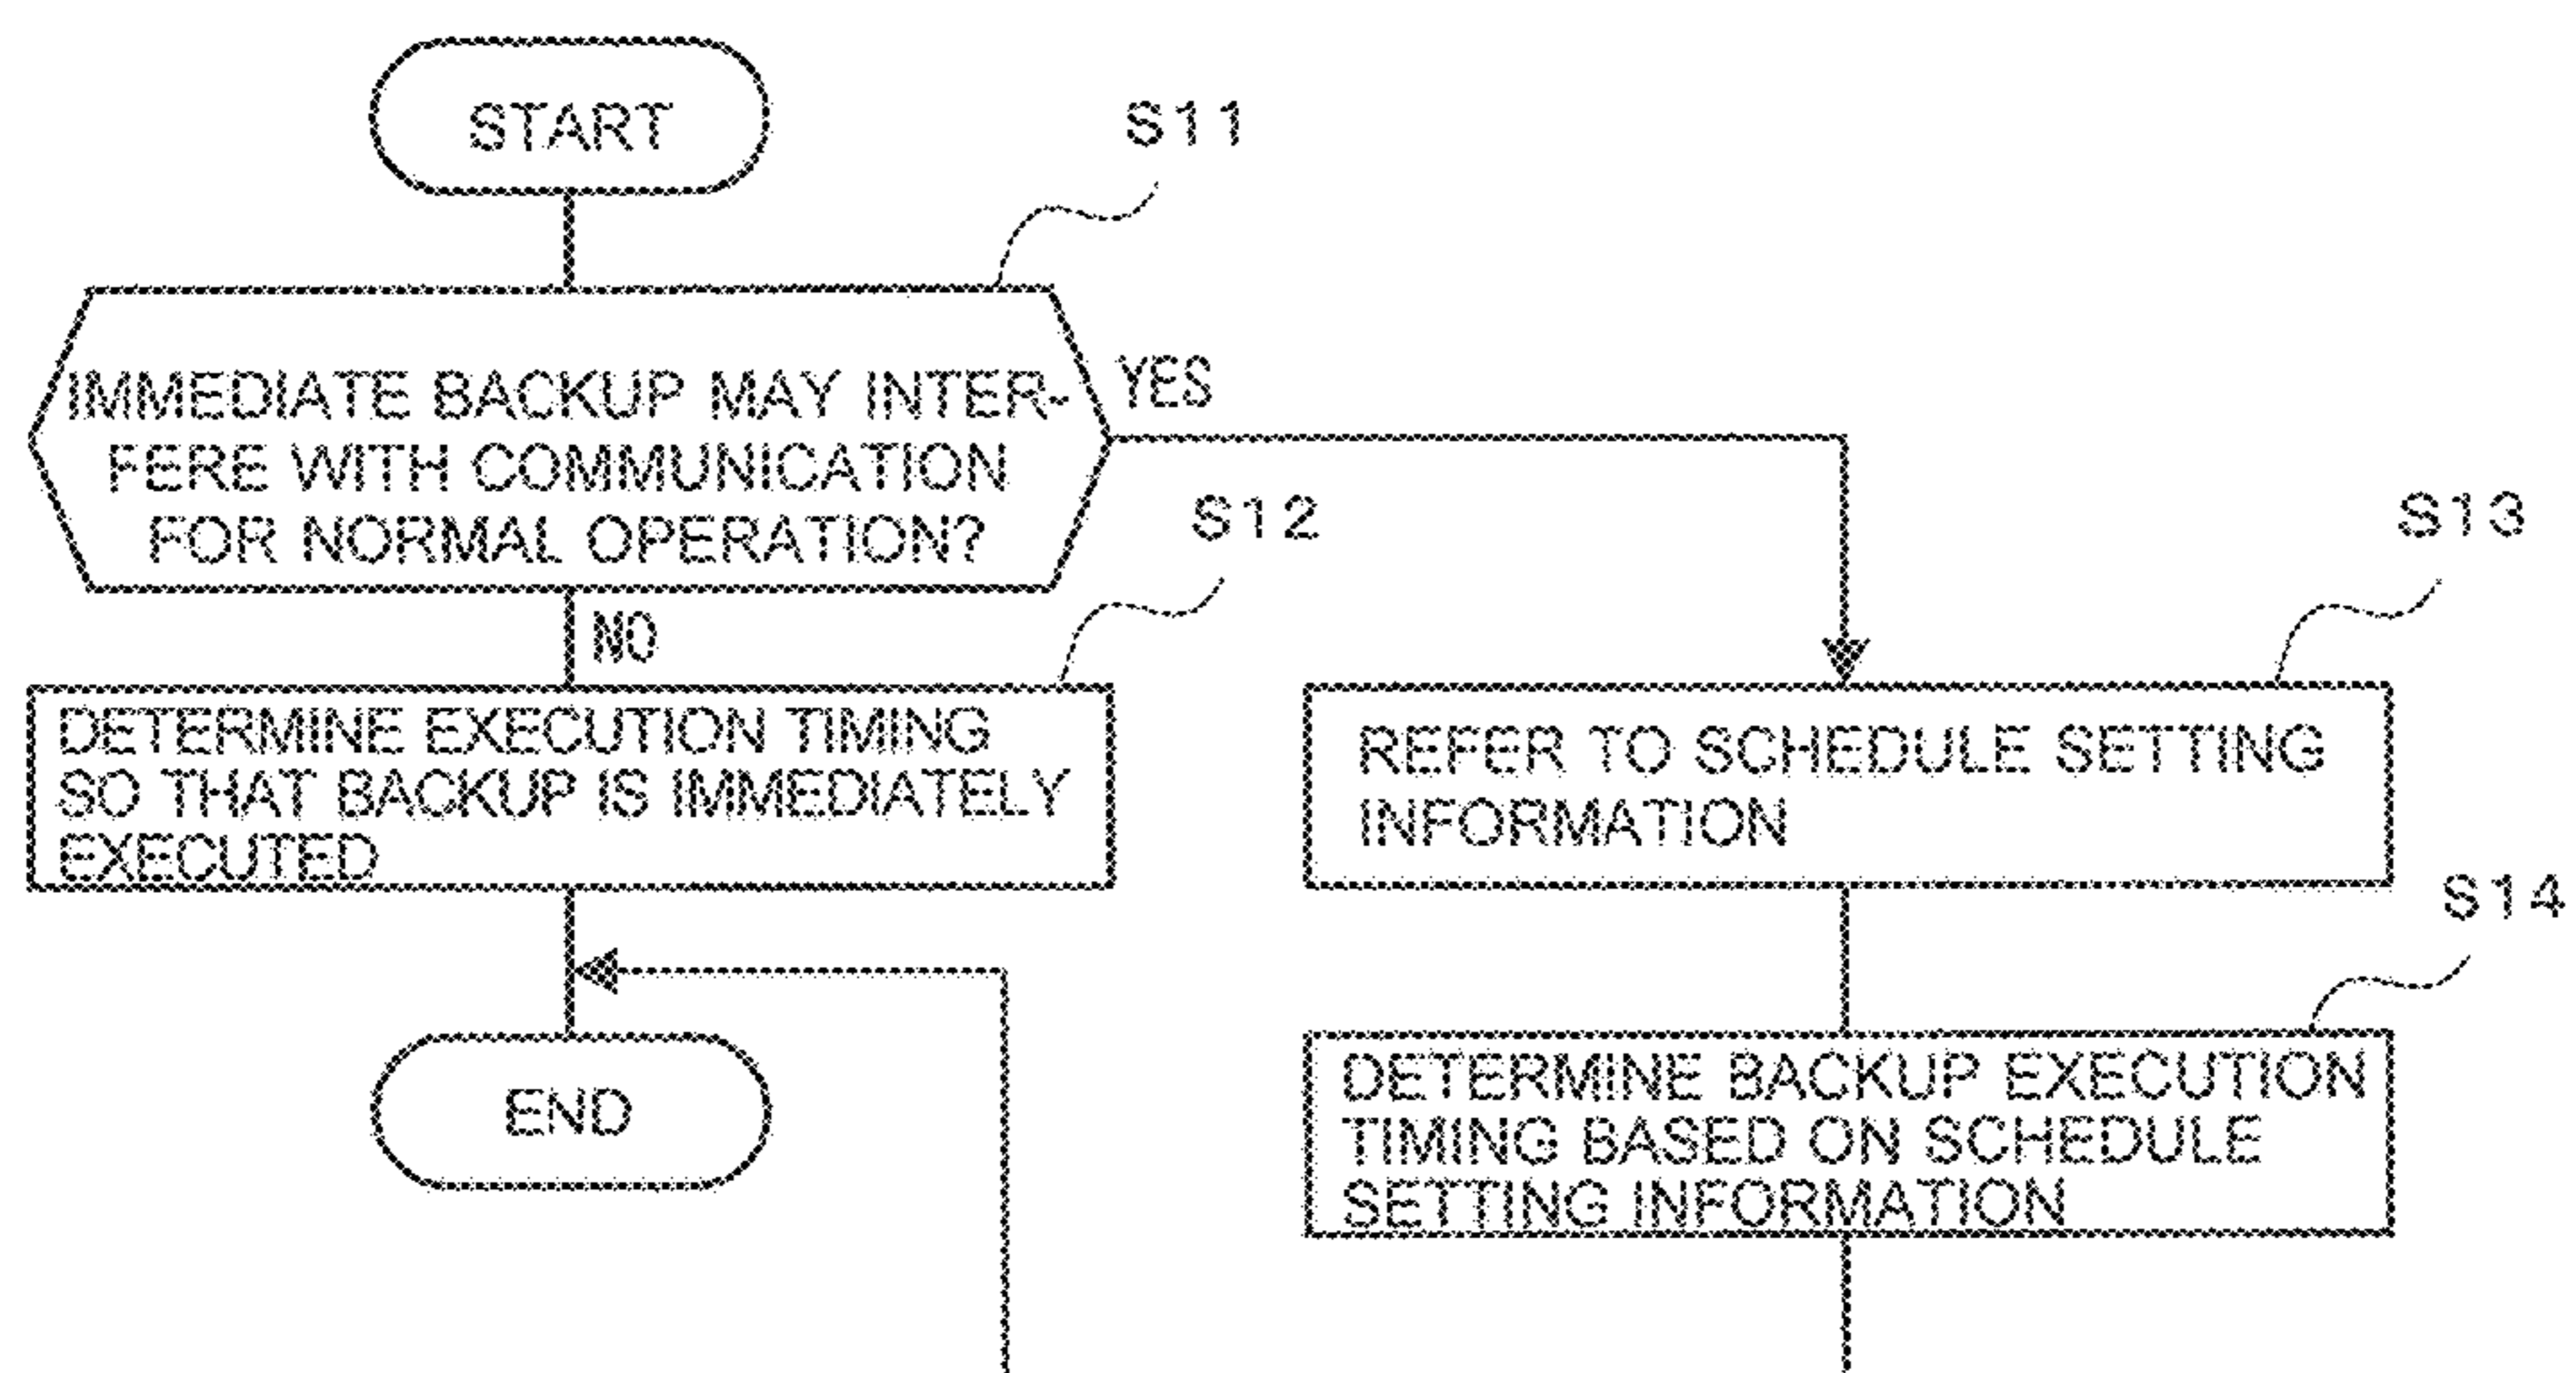 START
S11
IMMEDIATE BACKUP MAY INTER-
FERE WITH COMMUNICATION
FOR NORMAL OPERATION?
YES
NO
S12
DETERMINE EXECUTION TIMING
SO THAT BACKUP IS IMMEDIATELY
EXECUTED
S13
REFER TO SCHEDULE SETTING
INFORMATION
S14
DETERMINE BACKUP EXECUTION
TIMING BASED ON SCHEDULE
SETTING INFORMATION
END